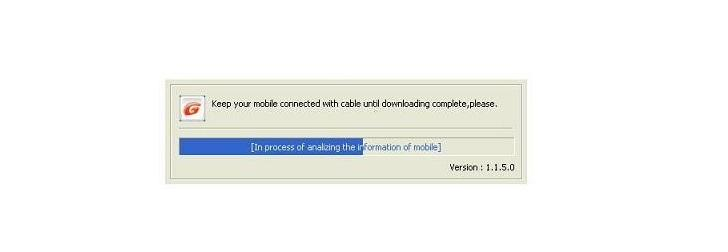 Keep your mobile connected with cable until downloading complete,please.
[In process of analizing the information of mobile]
Version : 1.1.5.0